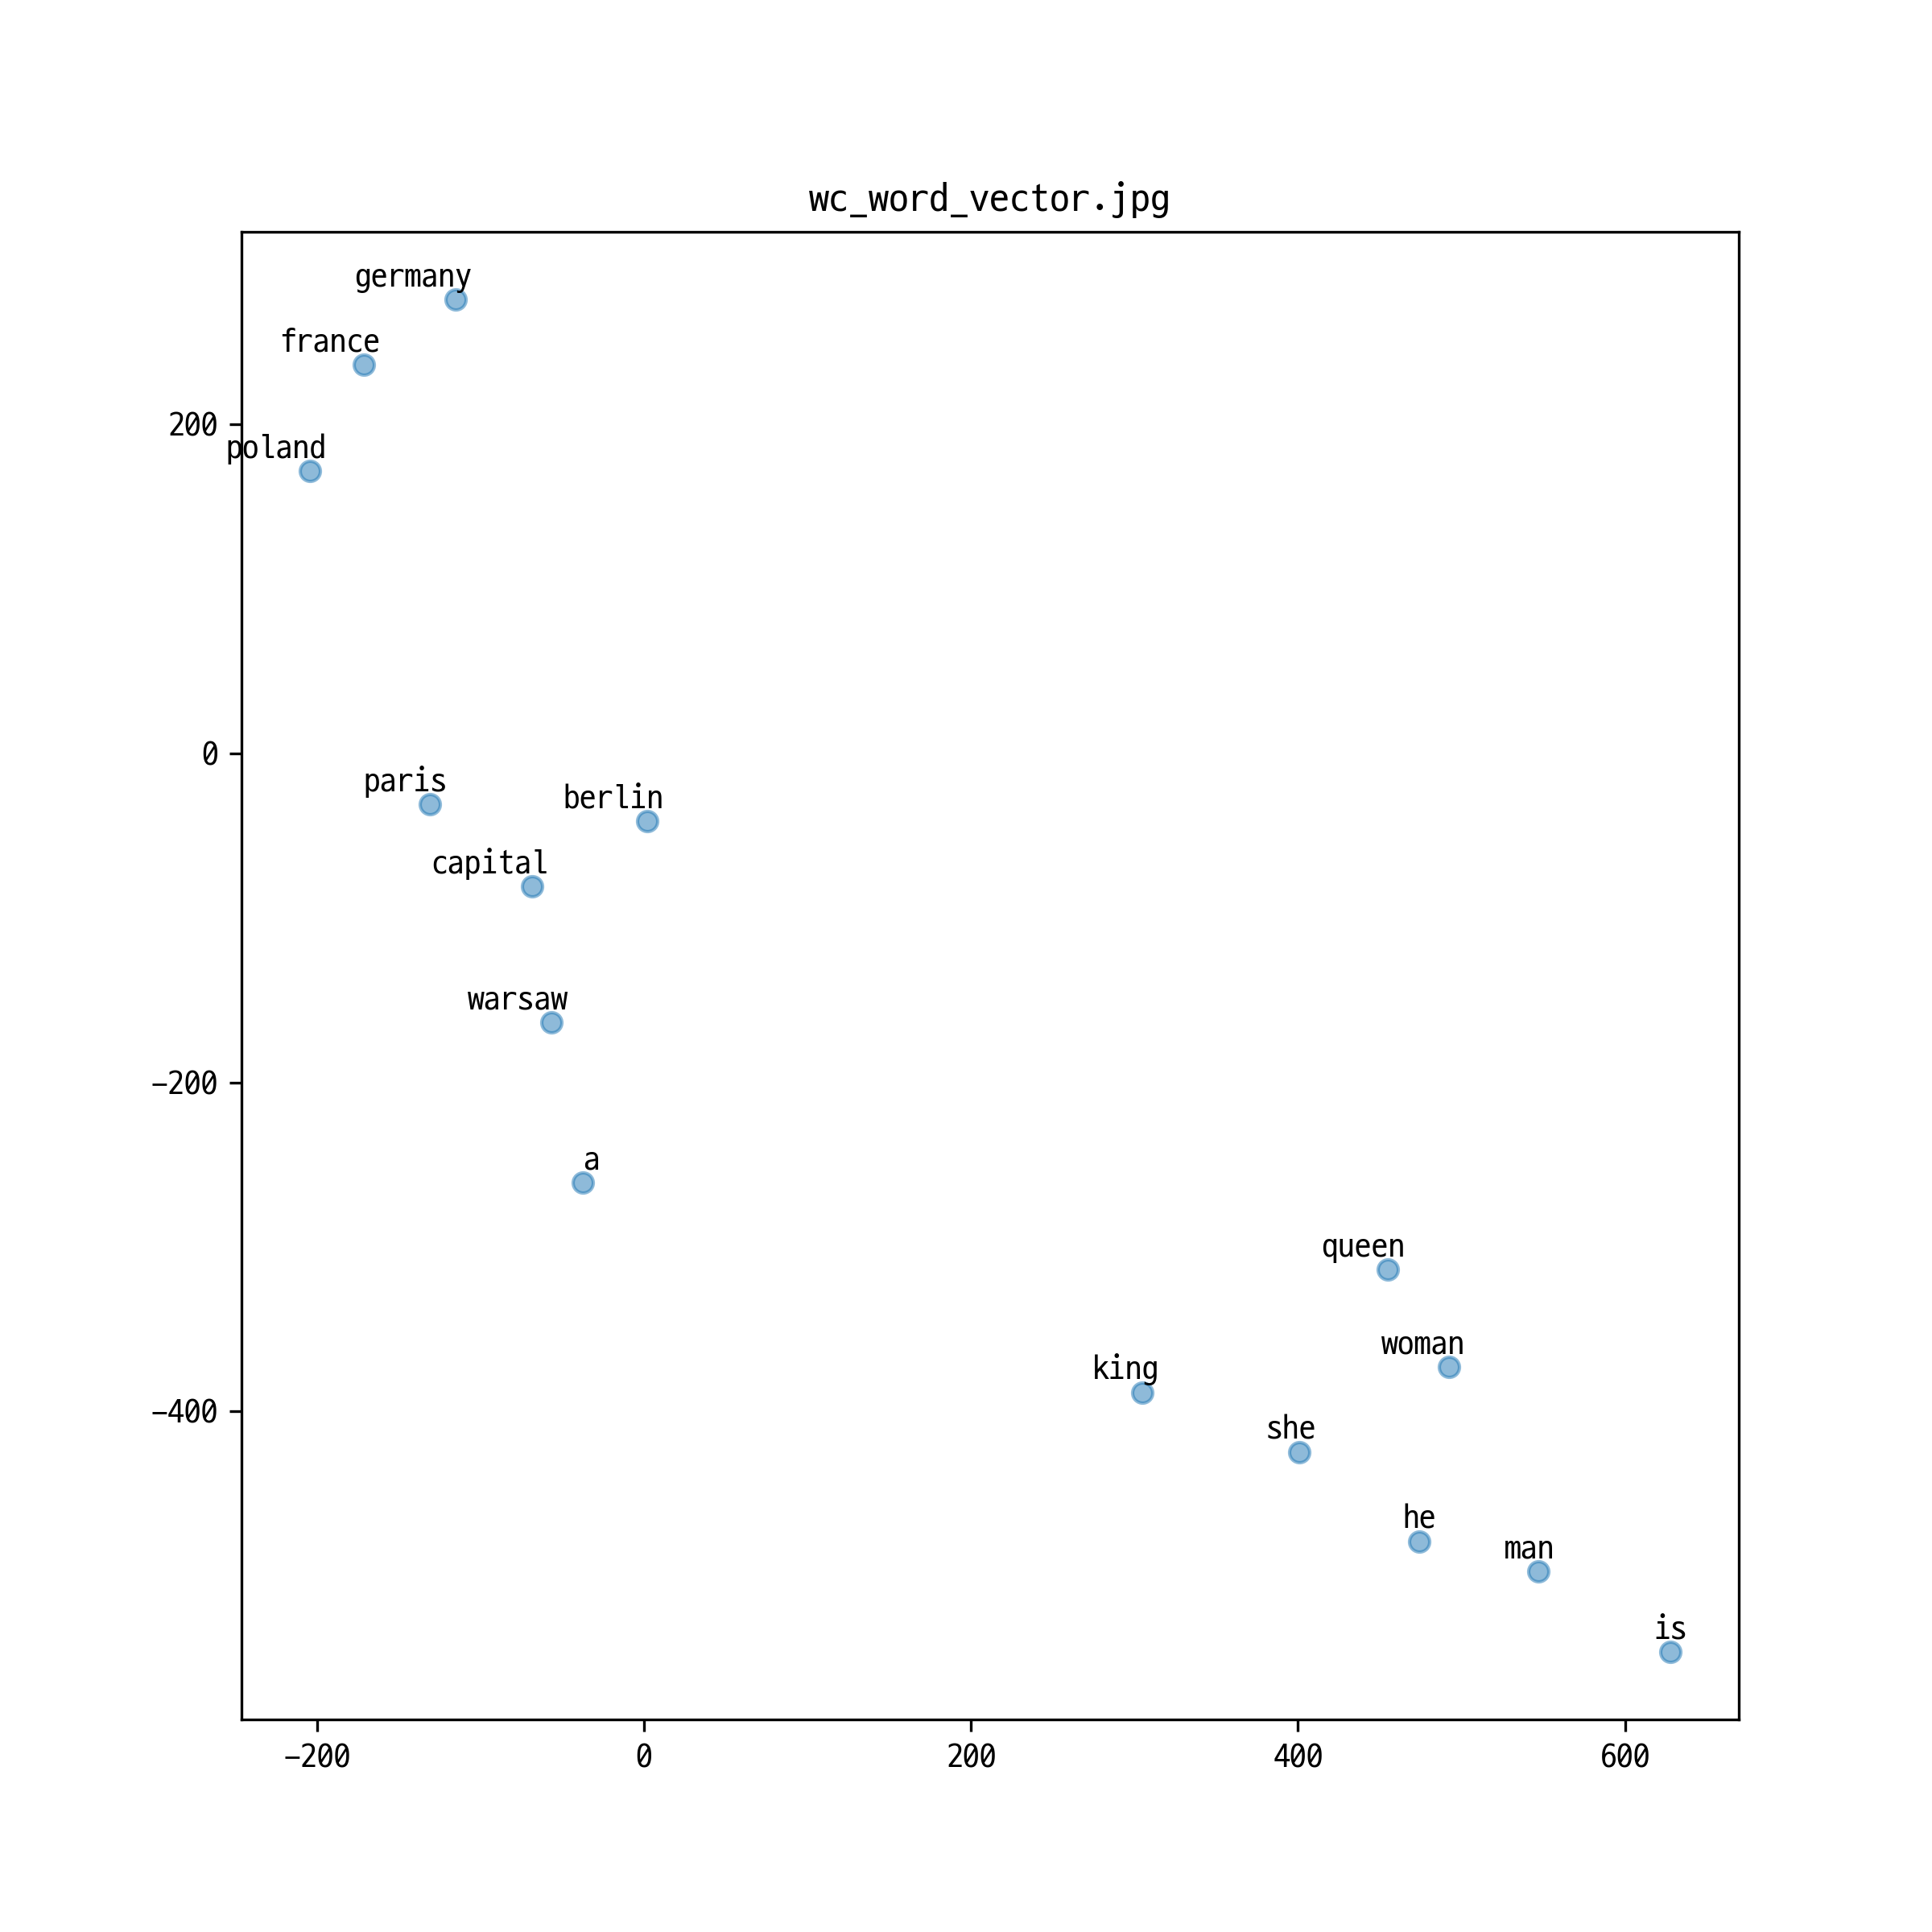 wc_word_vector.jpg
germany
france
200
poland
0
paris
berlin
capital
warsaw
−200
a
queen
woman
king
−400
she
he
man
is
−200 0 200 400 600